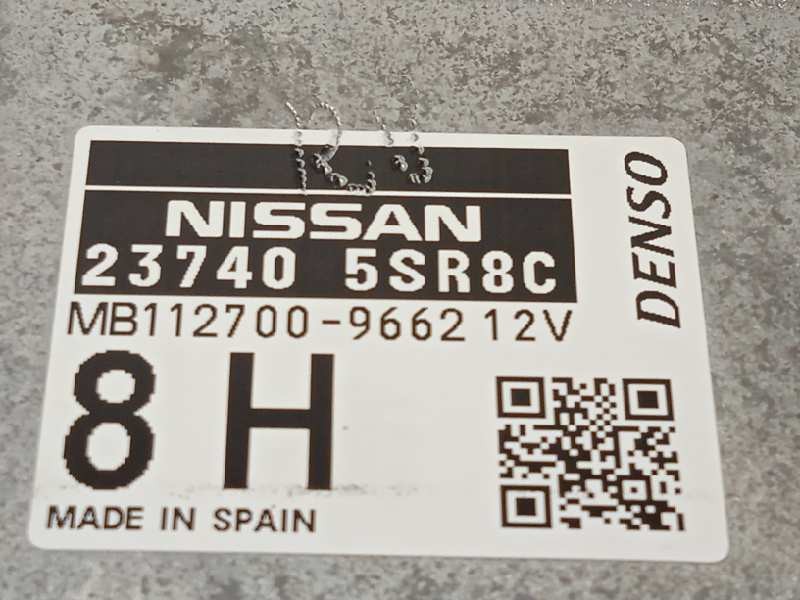 NISSAN
23740 5SR8C
MB112700-9662 12V
8 H
MADE IN SPAIN
DENSO